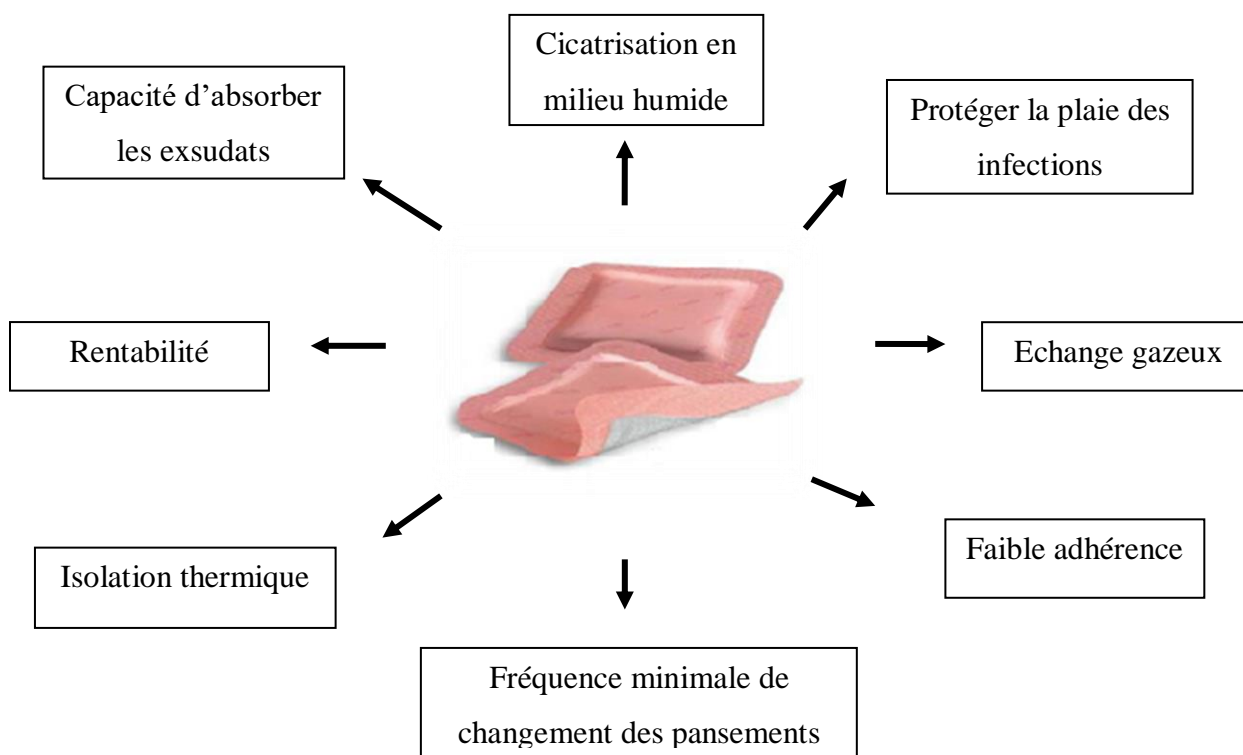 Cicatrisation en
milieu humide
Capacité d’absorber
les exsudats
Protéger la plaie des
infections
Rentabilité
Echange gazeux
Isolation thermique
Faible adhérence
Fréquence minimale de
changement des pansements